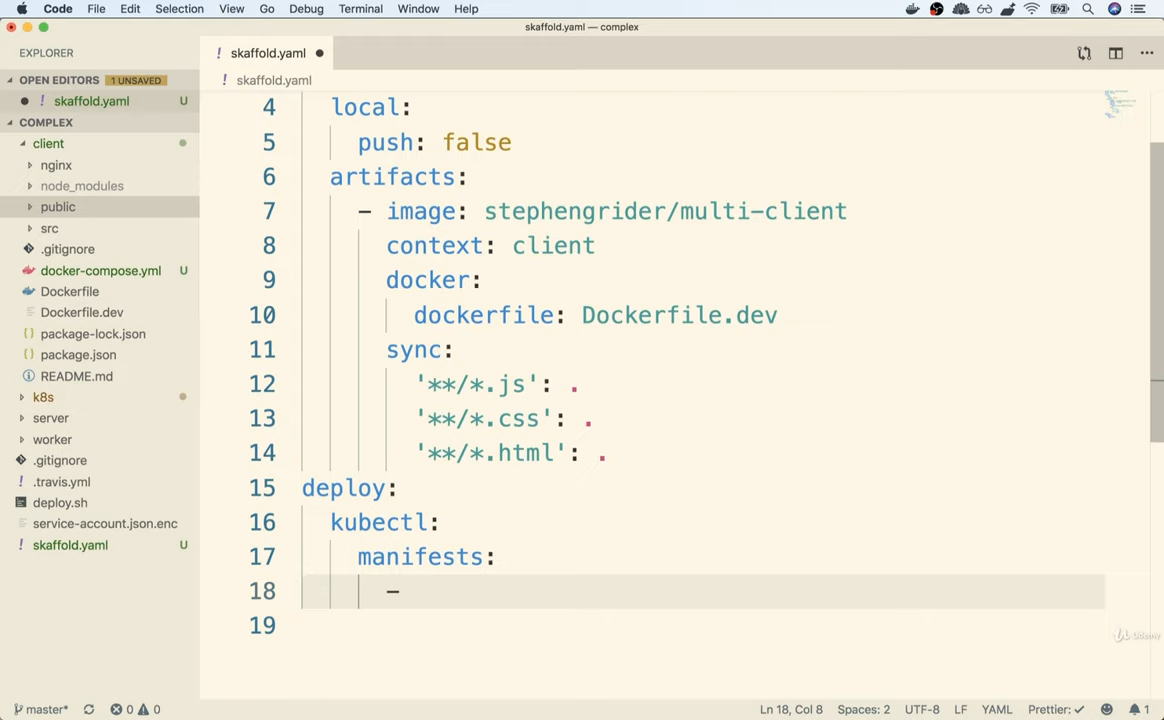 Code File Edit Selection View Go Debug Terminal Window Help
skaffold.yaml — complex
EXPLORER
OPEN EDITORS 1 UNSAVED
skaffold.yaml U
COMPLEX
client
nginx
node_modules
public
src
.gitignore
docker-compose.yml U
Dockerfile
Dockerfile.dev
package-lock.json
package.json
README.md
k8s
server
worker
.gitignore
.travis.yml
deploy.sh
service-account.json.enc
skaffold.yaml U
! skaffold.yaml
! skaffold.yaml
4 local:
5 push: false
6 artifacts:
7 - image: stephengrider/multi-client
8 context: client
9 docker:
10 dockerfile: Dockerfile.dev
11 sync:
12 '**/*.js': .
13 '**/*.css': .
14 '**/*.html': .
15 deploy:
16 kubectl:
17 manifests:
18 -
19
Udemy
master* 0 0 Ln 18, Col 8 Spaces: 2 UTF-8 LF YAML Prettier: ✓ 1